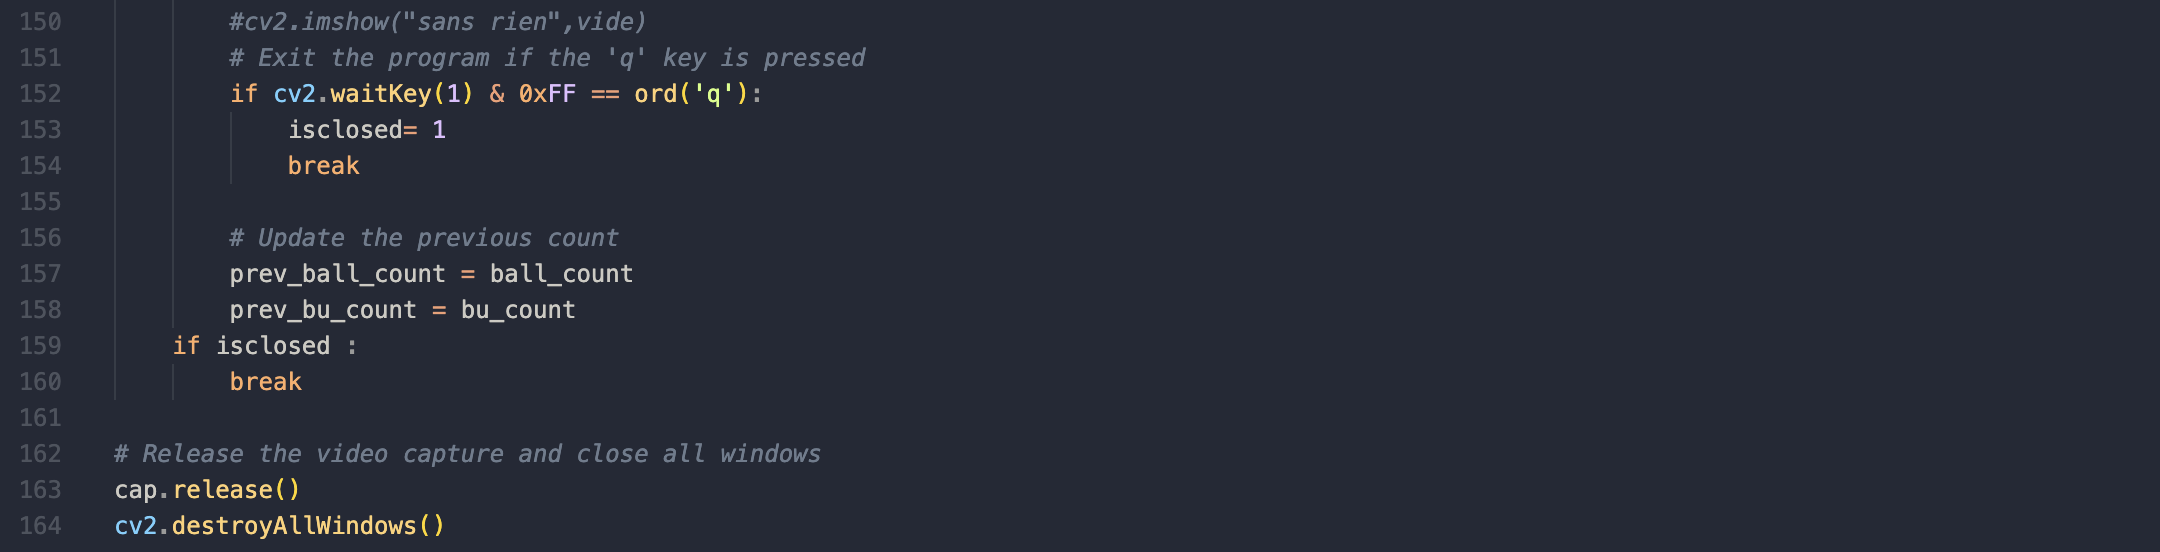 150 #cv2.imshow("sans rien",vide)
151 # Exit the program if the 'q' key is pressed
152 if cv2.waitKey(1) & 0xFF == ord('q'):
153 isclosed= 1
154 break
155
156 # Update the previous count
157 prev_ball_count = ball_count
158 prev_bu_count = bu_count
159 if isclosed :
160 break
161
162 # Release the video capture and close all windows
163 cap.release()
164 cv2.destroyAllWindows()